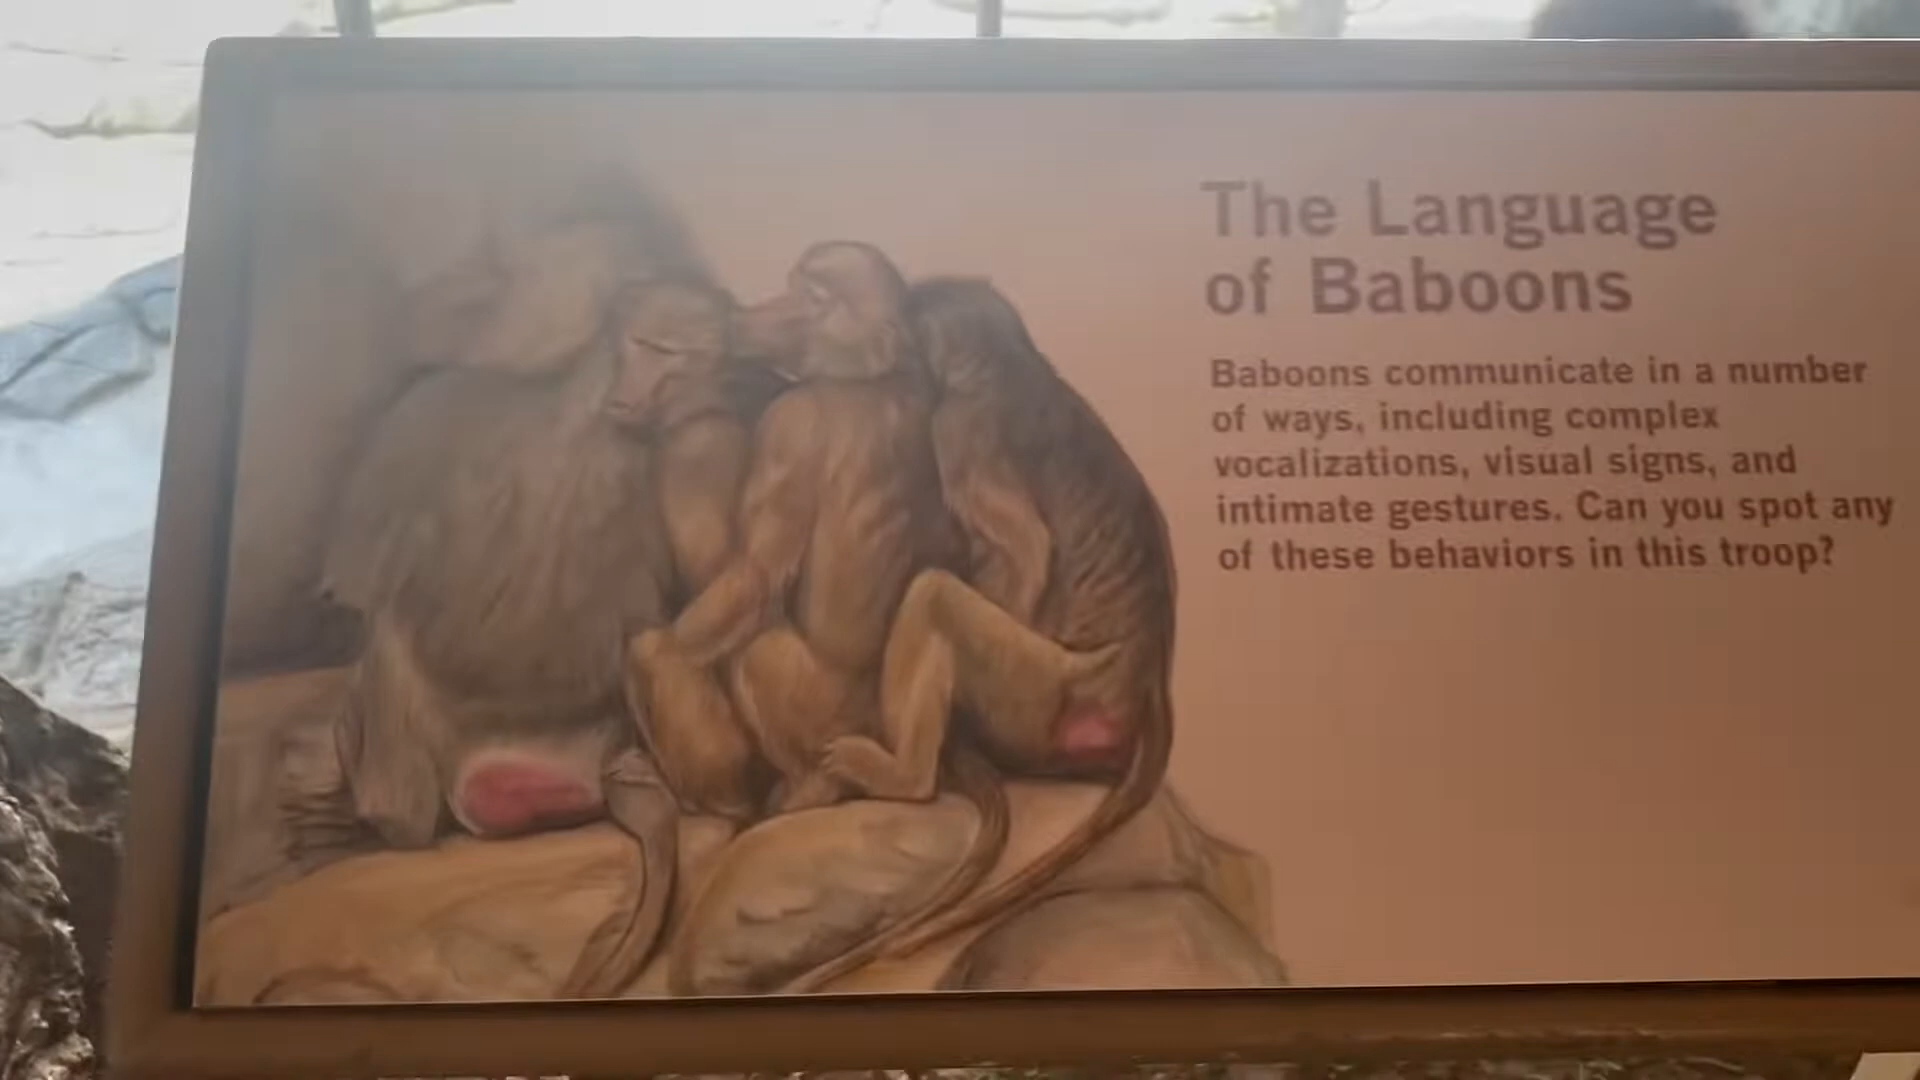 The Language
of Baboons
Baboons communicate in a number
of ways, including complex
vocalizations, visual signs, and
intimate gestures. Can you spot any
of these behaviors in this troop?